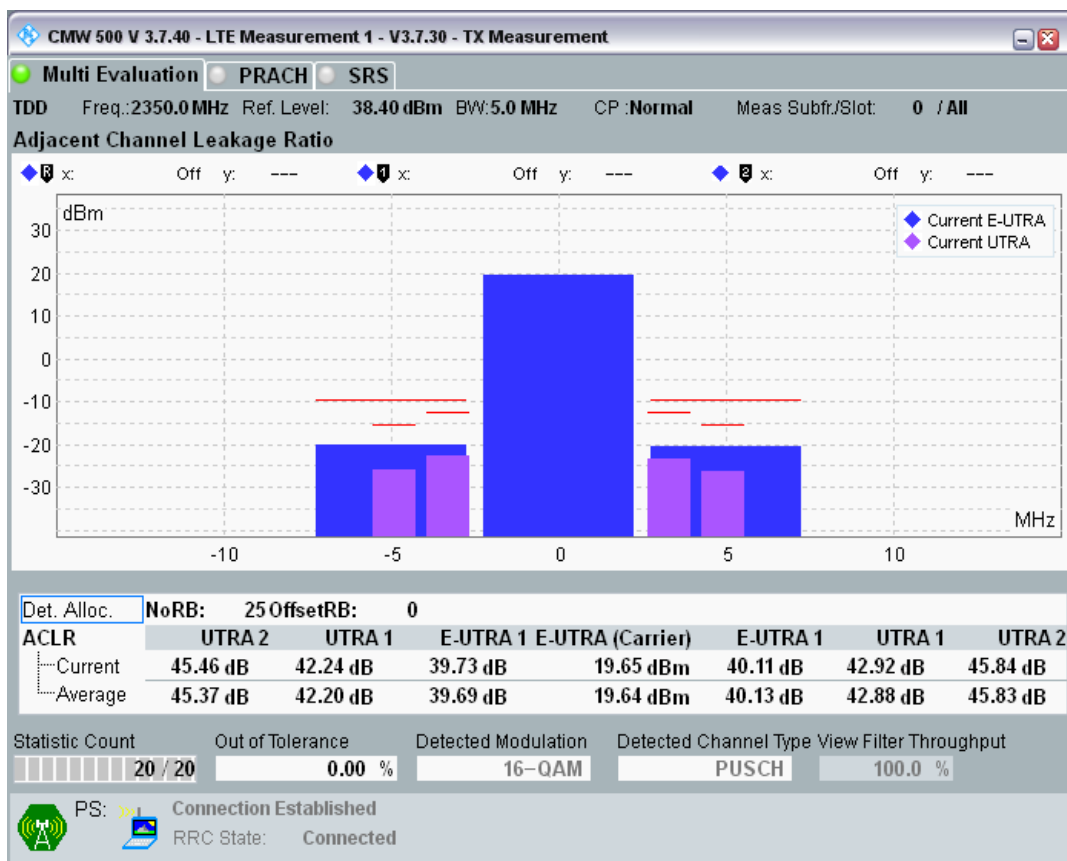 CMW 500 V 3.7.40 - LTE Measurement 1 - V3.7.30 - TX Measurement
Multi Evaluation PRACH SRS
TDD Freq.:2350.0 MHz Ref. Level: 38.40 dBm BW:5.0 MHz CP :Normal Meas Subfr./Slot: 0 / All
Adjacent Channel Leakage Ratio
R x: Off y: --- 1 x: Off y: --- 2 x: Off y: ---
dBm
Current E-UTRA
Current UTRA
30
20
10
0
-10
-20
-30
MHz
-10 -5 0 5 10
Det. Alloc. NoRB: 25 OffsetRB: 0
ACLR UTRA 2 UTRA 1 E-UTRA 1 E-UTRA (Carrier) E-UTRA 1 UTRA 1 UTRA 2
Current 45.46 dB 42.24 dB 39.73 dB 19.65 dBm 40.11 dB 42.92 dB 45.84 dB
Average 45.37 dB 42.20 dB 39.69 dB 19.64 dBm 40.13 dB 42.88 dB 45.83 dB
Statistic Count Out of Tolerance Detected Modulation Detected Channel Type View Filter Throughput
20 / 20 0.00 % 16-QAM PUSCH 100.0 %
PS: Connection Established
RRC State: Connected